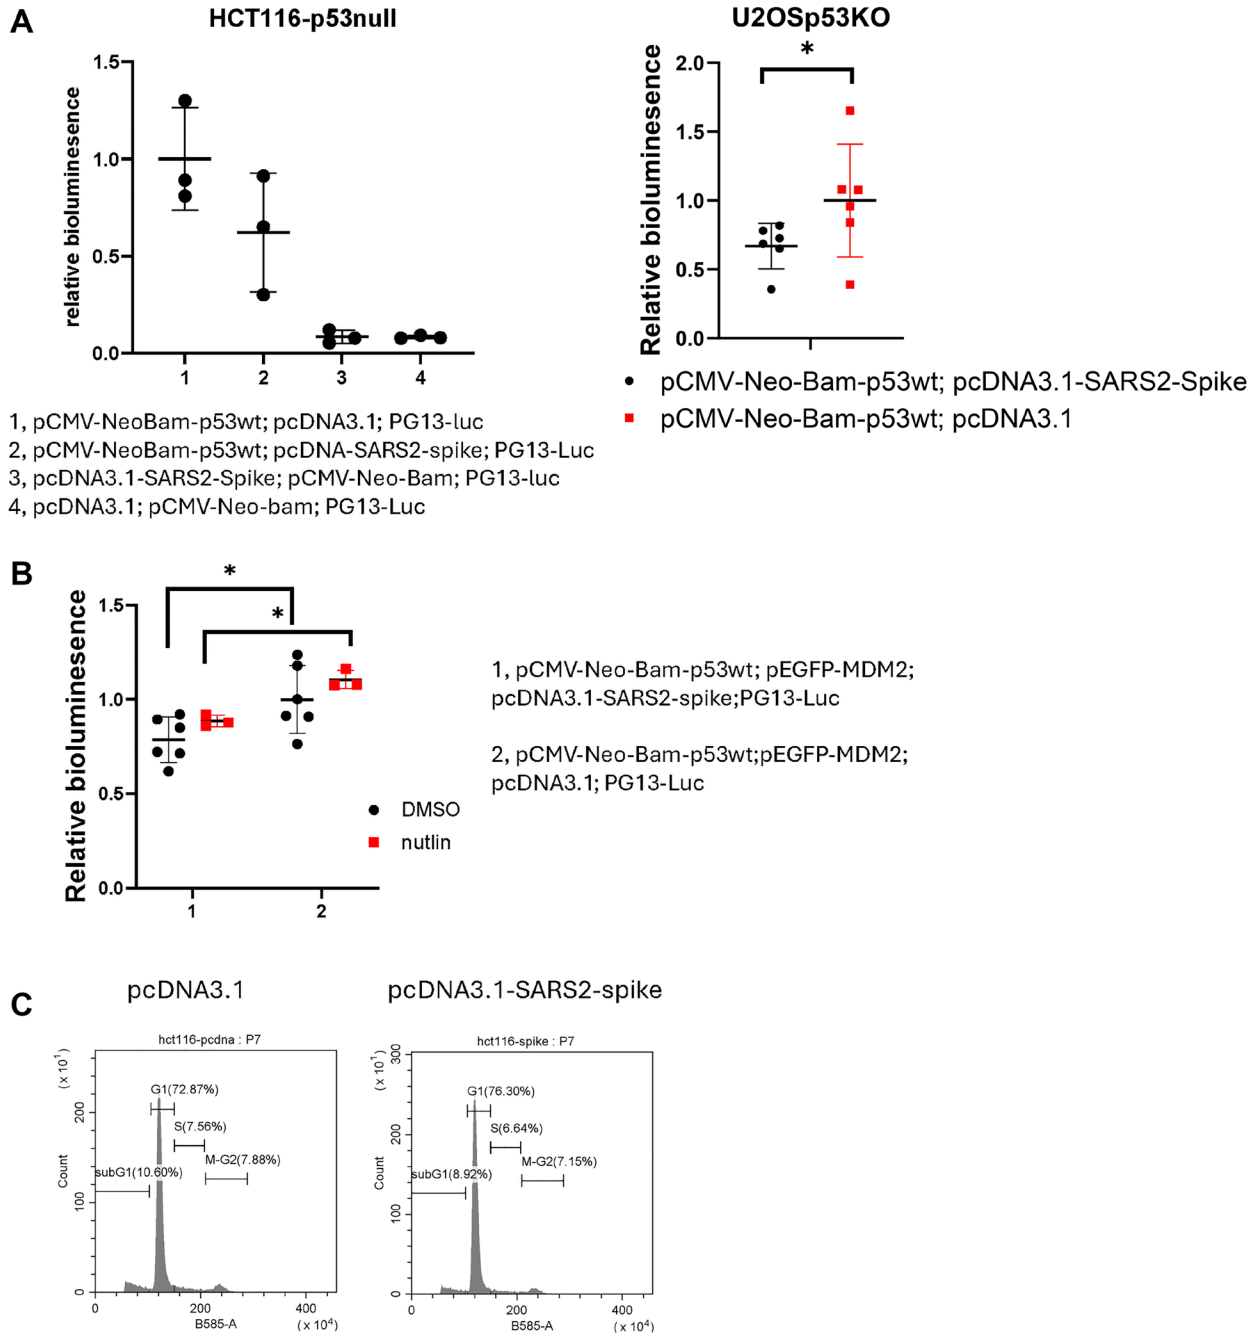 A
HCT116-p53null
U2OSp53KO
relative bioluminesence
1.5
1.0
0.5
0.0
1 2 3 4
Relative bioluminesence
2.0
1.5
1.0
0.5
0.0
*
pCMV-Neo-Bam-p53wt; pcDNA3.1-SARS2-Spike
pCMV-Neo-Bam-p53wt; pcDNA3.1
1, pCMV-NeoBam-p53wt; pcDNA3.1; PG13-luc
2, pCMV-NeoBam-p53wt; pcDNA-SARS2-spike; PG13-Luc
3, pcDNA3.1-SARS2-Spike; pCMV-Neo-Bam; PG13-luc
4, pcDNA3.1; pCMV-Neo-bam; PG13-Luc
B
Relative bioluminesence
1.5
1.0
0.5
0.0
*
*
DMSO
nutlin
1 2
1, pCMV-Neo-Bam-p53wt; pEGFP-MDM2;
pcDNA3.1-SARS2-spike;PG13-Luc
2, pCMV-Neo-Bam-p53wt;pEGFP-MDM2;
pcDNA3.1; PG13-Luc
C
pcDNA3.1
hct116-pcdna : P7
(x 10¹)
Count
200
100
0
G1(72.87%)
S(7.56%)
M-G2(7.88%)
subG1(10.60%)
0 200 400
B585-A
(x 10⁴)
pcDNA3.1-SARS2-spike
hct116-spike : P7
(x 10¹)
Count
300
200
100
0
G1(76.30%)
S(6.64%)
M-G2(7.15%)
subG1(8.92%)
0 200 400
B585-A
(x 10⁴)